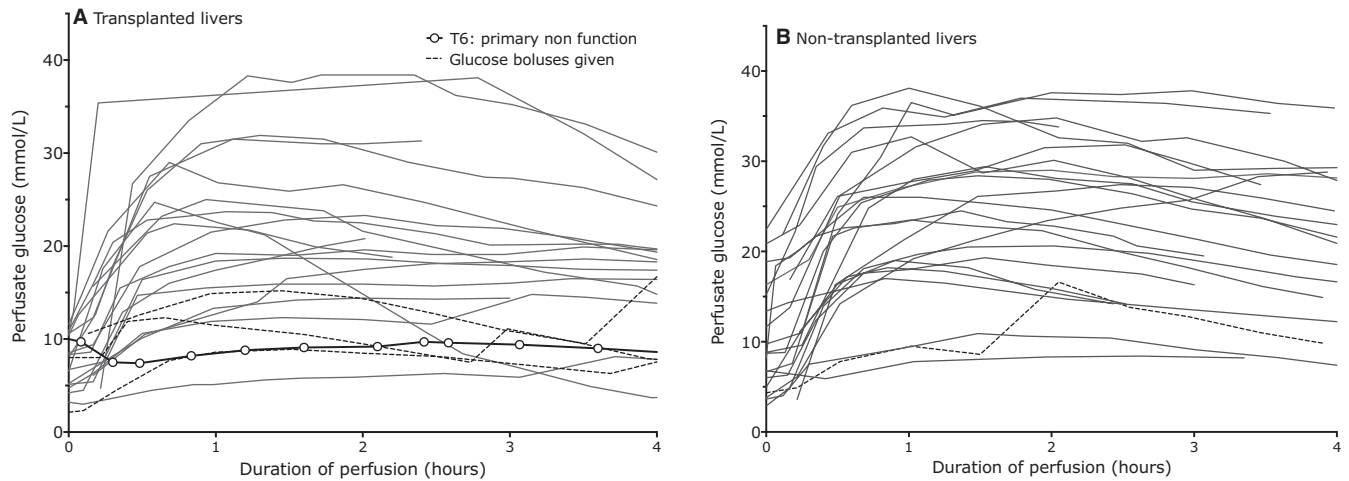 A Transplanted livers
T6: primary non function
Glucose boluses given
Perfusate glucose (mmol/L)
40
30
20
10
0
0 1 2 3 4
Duration of perfusion (hours)
B Non-transplanted livers
Perfusate glucose (mmol/L)
40
30
20
10
0
0 1 2 3 4
Duration of perfusion (hours)